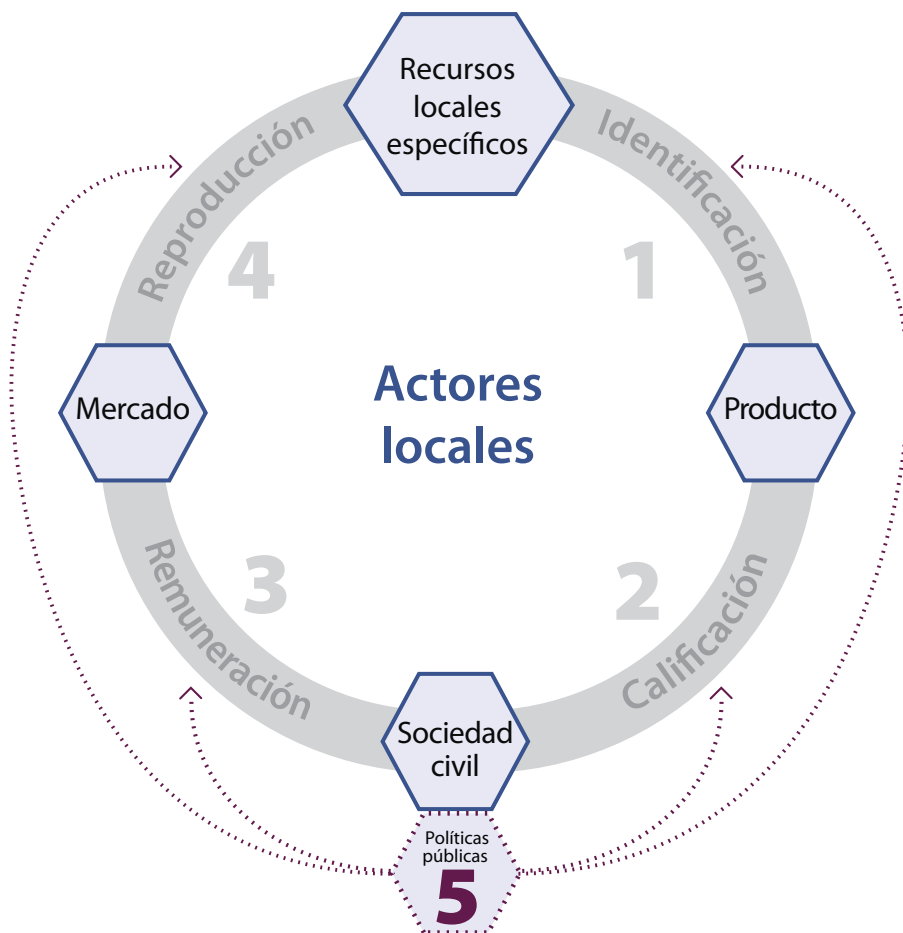 Recursos
locales
específicos
Identificación
1
Producto
2
Calificación
Sociedad
civil
3
Remuneración
Mercado
4
Reproducción
Actores
locales
Políticas
públicas
5